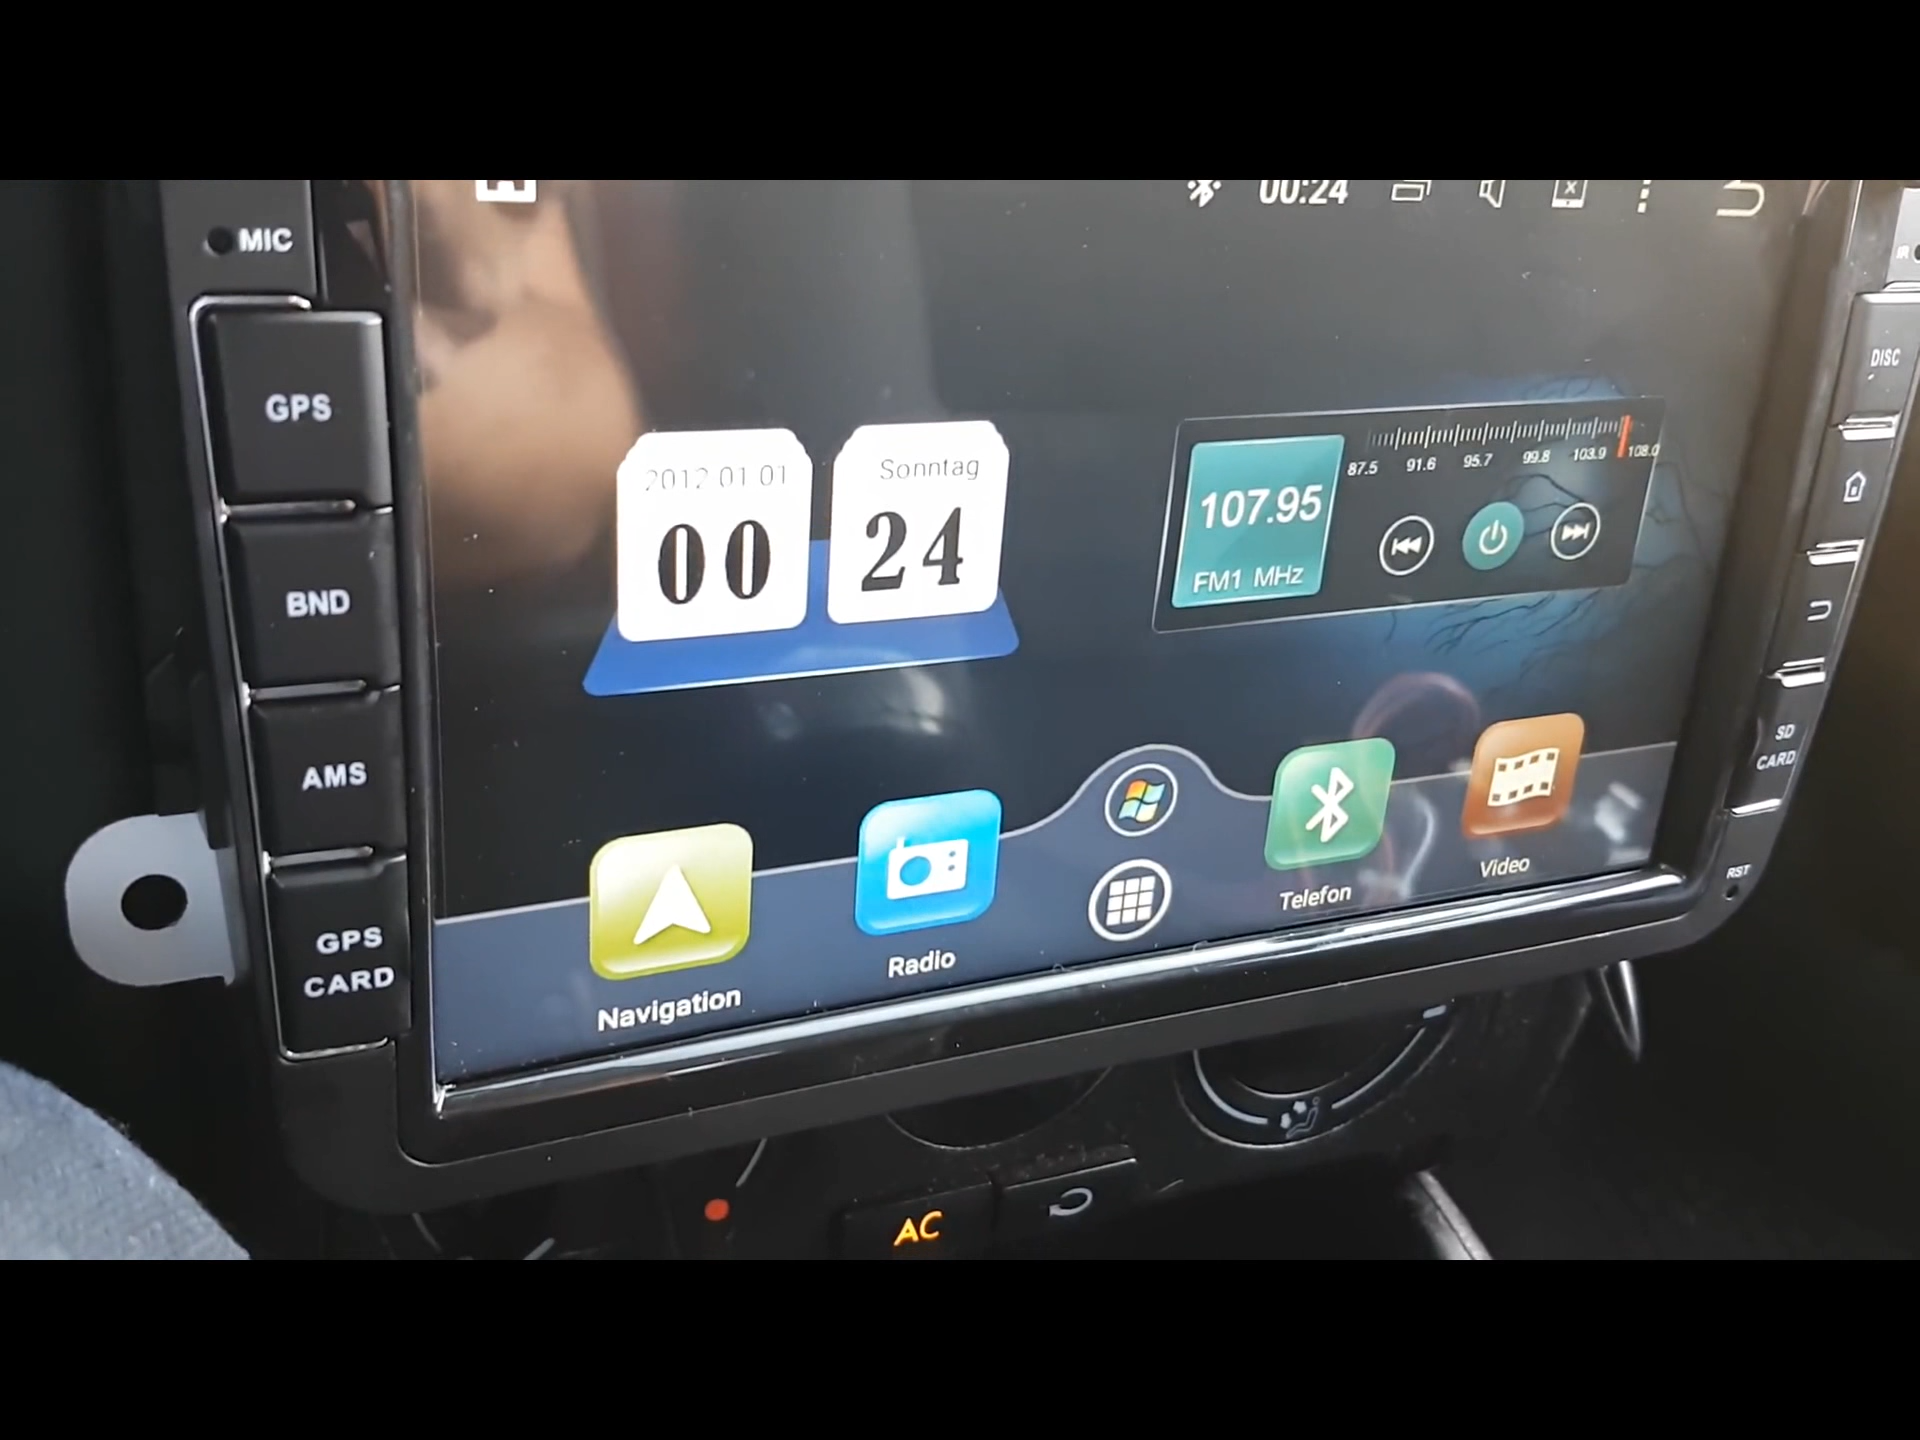 00:24
MIC
IR
GPS
DISC
2012 01 01
Sonntag
00
24
107.95
FM1 MHz
87.5 91.6 95.7 99.8 103.9 108.0
BND
AMS
SD
CARD
GPS
CARD
RST
Navigation
Radio
Telefon
Video
AC